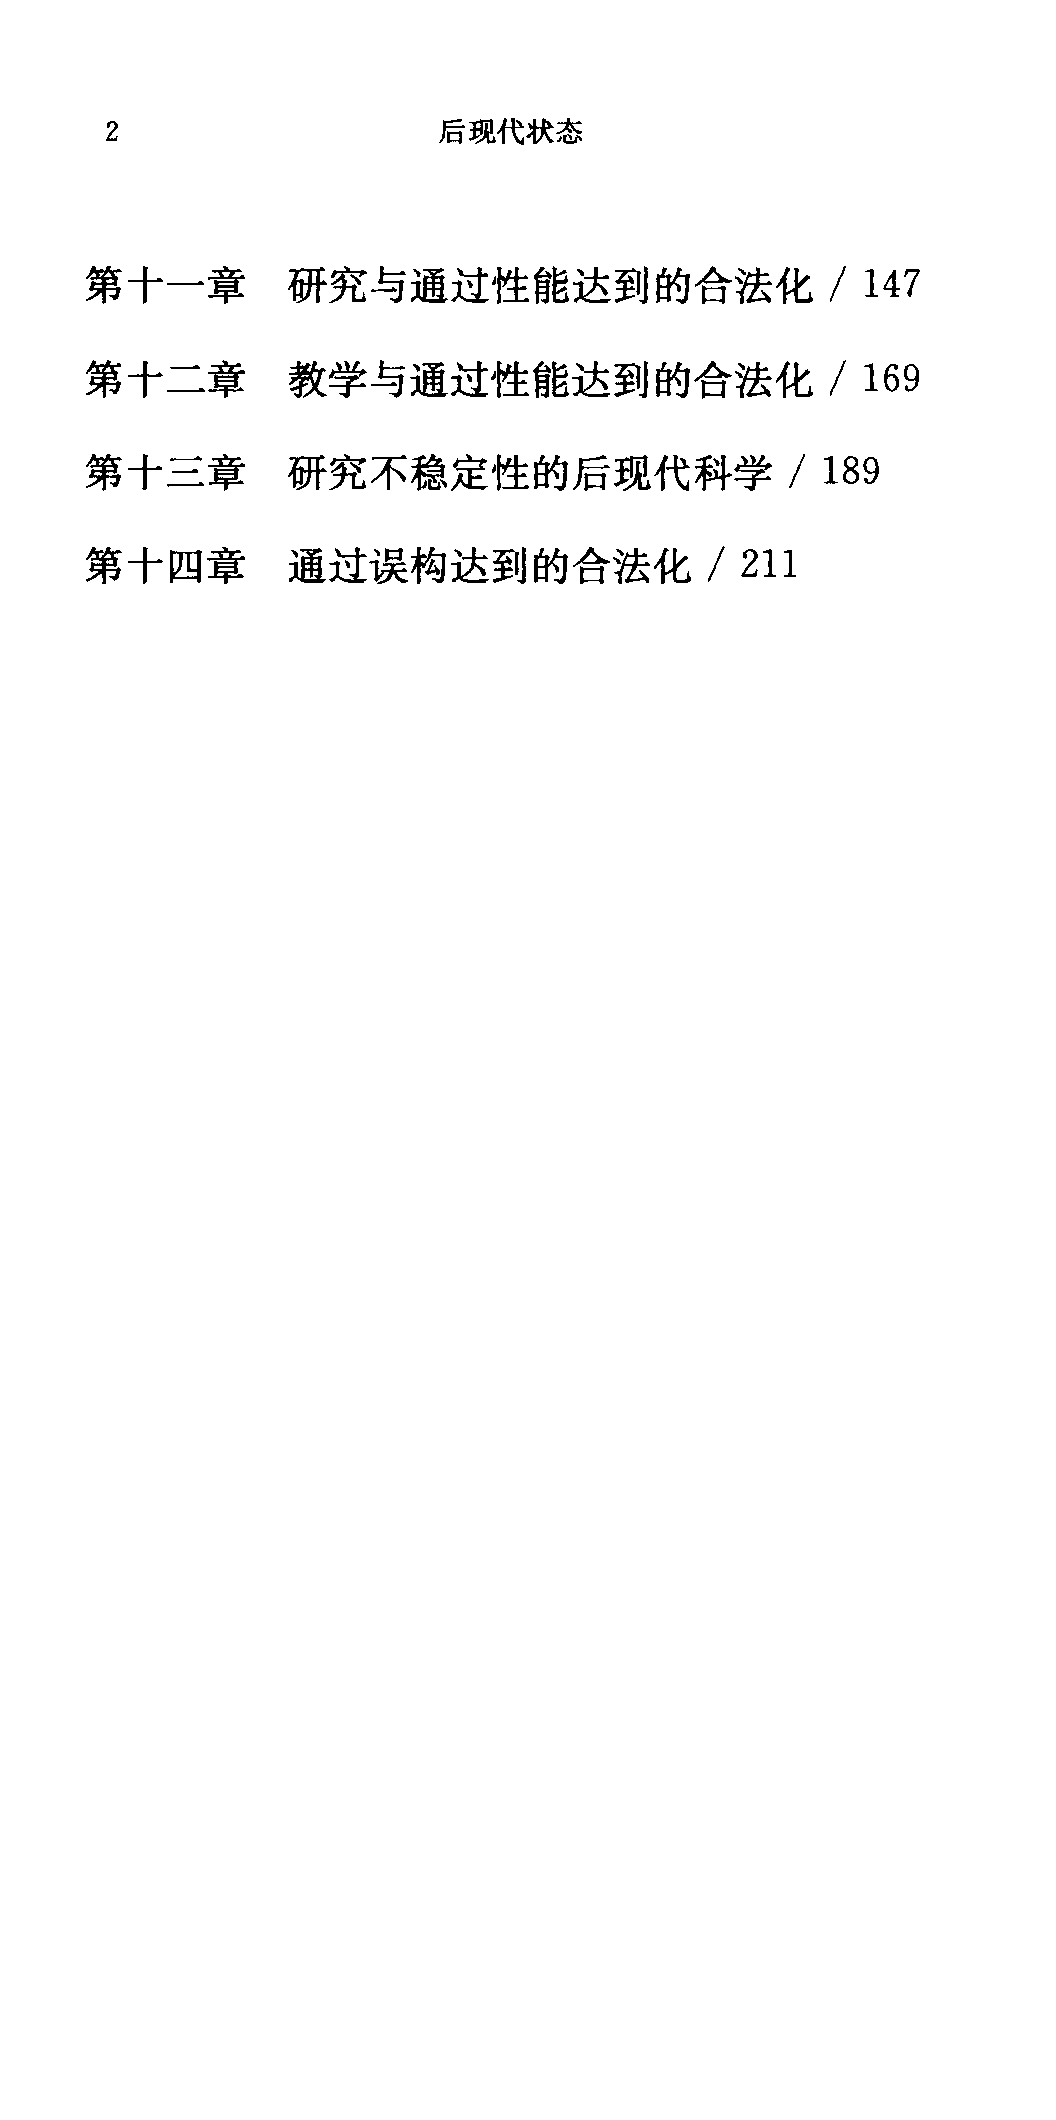 2 后现代状态
第十一章 研究与通过性能达到的合法化 / 147
第十二章 教学与通过性能达到的合法化 / 169
第十三章 研究不稳定性的后现代科学 / 189
第十四章 通过误构达到的合法化 / 211